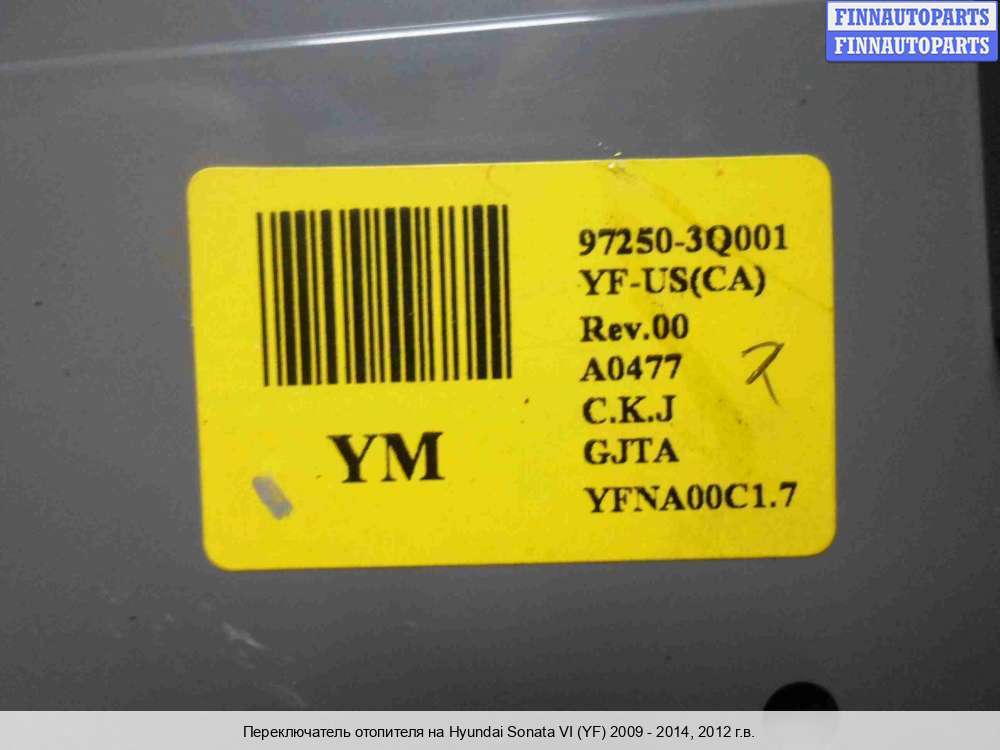 FINNAUTOPARTS
FINNAUTOPARTS
97250-3Q001
YF-US(CA)
Rev.00
A0477
C.K.J
GJTA
YFNA00C1.7
YM
Переключатель отопителя на Hyundai Sonata VI (YF) 2009 - 2014, 2012 г.в.